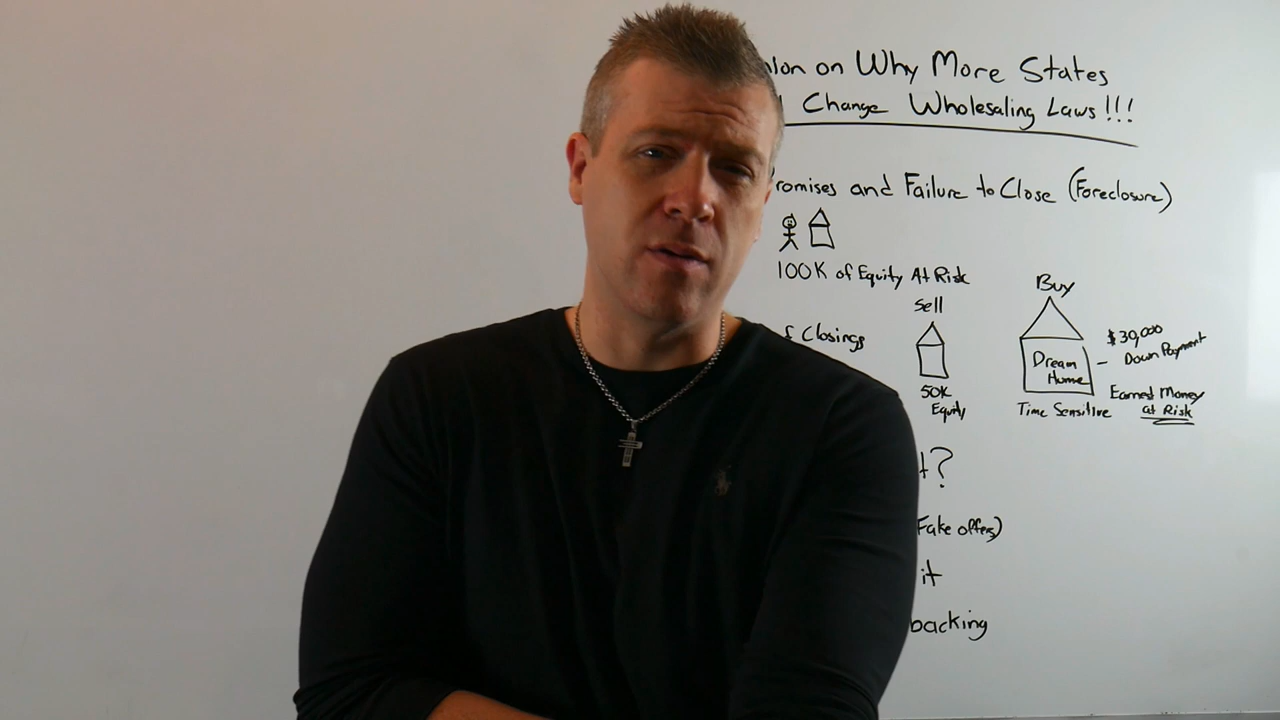 on Why More States
Change Wholesaling Laws!!!
romises and Failure to Close (Foreclosure)
100K of Equity At Risk
Sell
Buy
f Closings
$30,000
Down Payment
Dream
Home
50K
Equity
Time Sensitive
Earned Money
at Risk
t?
Fake offers)
it
backing